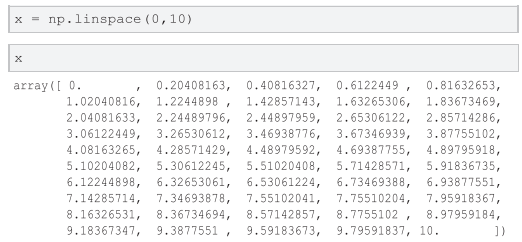 x = np.linspace(0,10)
x
array([ 0.        ,  0.20408163,  0.40816327,  0.6122449 ,  0.81632653,
        1.02040816,  1.2244898 ,  1.42857143,  1.63265306,  1.83673469,
        2.04081633,  2.24489796,  2.44897959,  2.65306122,  2.85714286,
        3.06122449,  3.26530612,  3.46938776,  3.67346939,  3.87755102,
        4.08163265,  4.28571429,  4.48979592,  4.69387755,  4.89795918,
        5.10204082,  5.30612245,  5.51020408,  5.71428571,  5.91836735,
        6.12244898,  6.32653061,  6.53061224,  6.73469388,  6.93877551,
        7.14285714,  7.34693878,  7.55102041,  7.75510204,  7.95918367,
        8.16326531,  8.36734694,  8.57142857,  8.7755102 ,  8.97959184,
        9.18367347,  9.3877551 ,  9.59183673,  9.79591837, 10.        ])